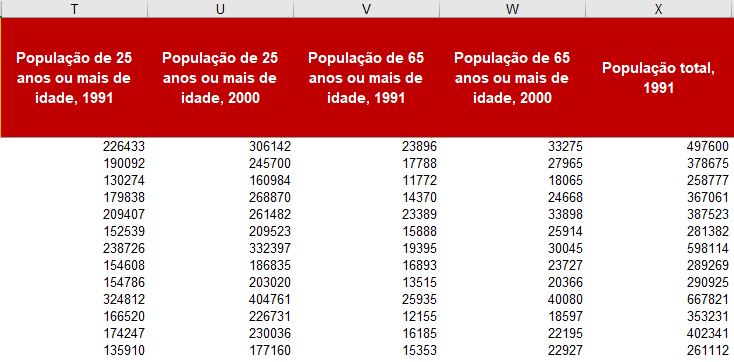 T U V W X
População de 25 anos ou mais de idade, 1991 População de 25 anos ou mais de idade, 2000 População de 65 anos ou mais de idade, 1991 População de 65 anos ou mais de idade, 2000 População total, 1991
226433 306142 23896 33275 497600
190092 245700 17788 27965 378675
130274 160984 11772 18065 258777
179838 268870 14370 24668 367061
209407 261482 23389 33898 387523
152539 209523 15888 25914 281382
238726 332397 19395 30045 598114
154608 186835 16893 23727 289269
154786 203020 13515 20366 290925
324812 404761 25935 40080 667821
166520 226731 12155 18597 353231
174247 230036 16185 22195 402341
135910 177160 15353 22927 261112